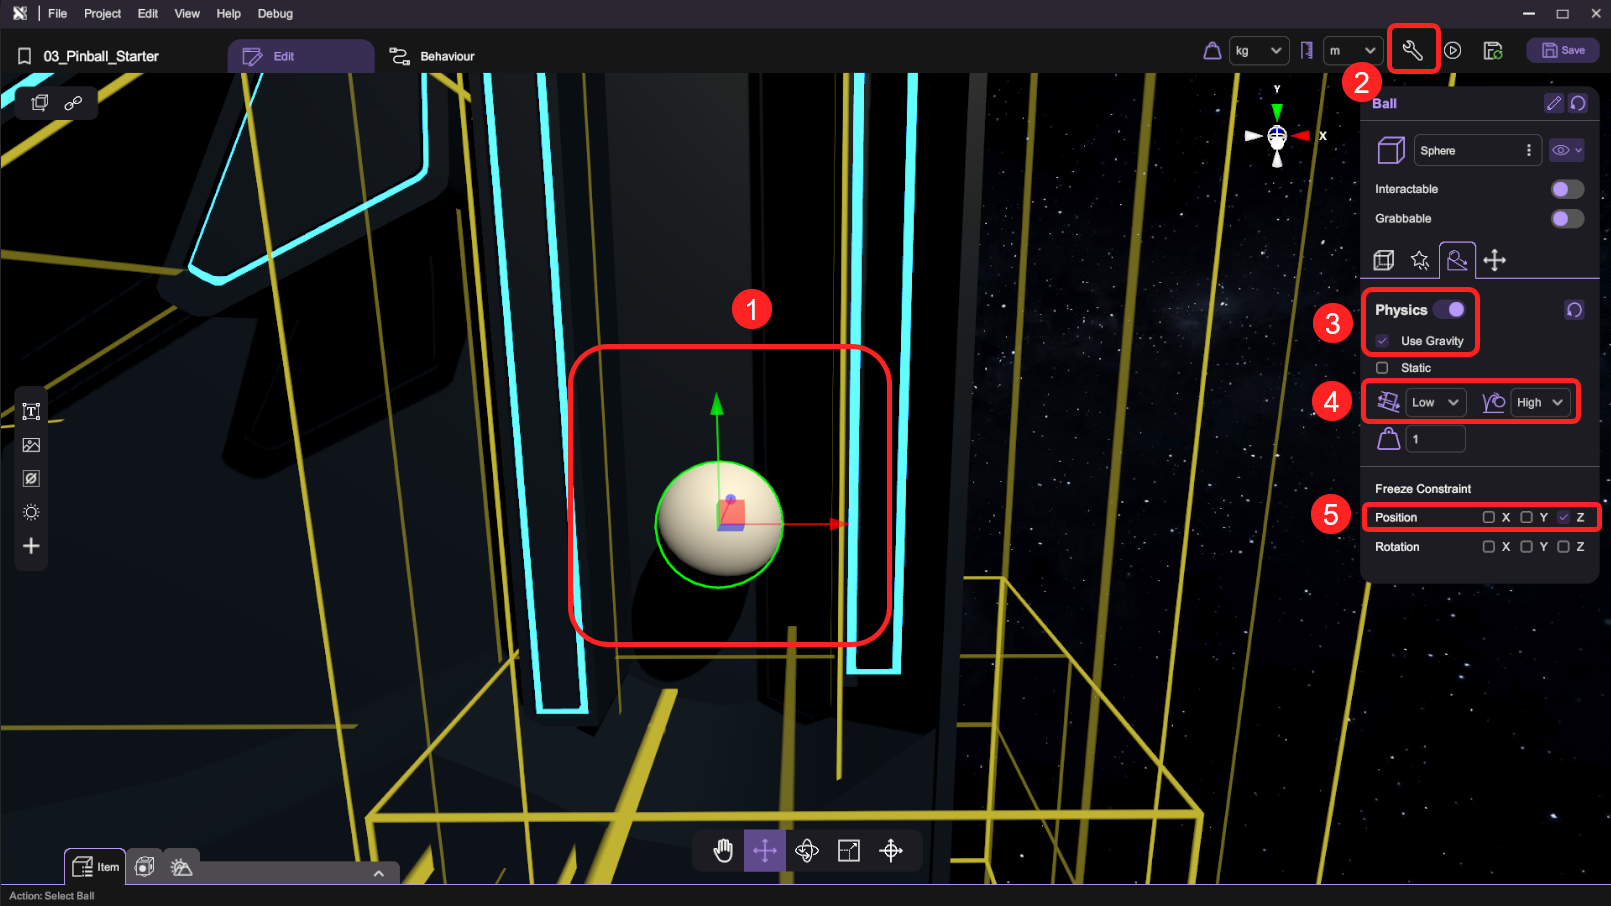 File Project Edit View Help Debug
03_Pinball_Starter
Edit
Behaviour
kg
m
Save
2
Ball
Y
X
Sphere
Interactable
Grabbable
1
3
Physics
Use Gravity
Static
4
Low
High
1
Freeze Constraint
5
Position X Y Z
Rotation X Y Z
T
Item
Action: Select Ball